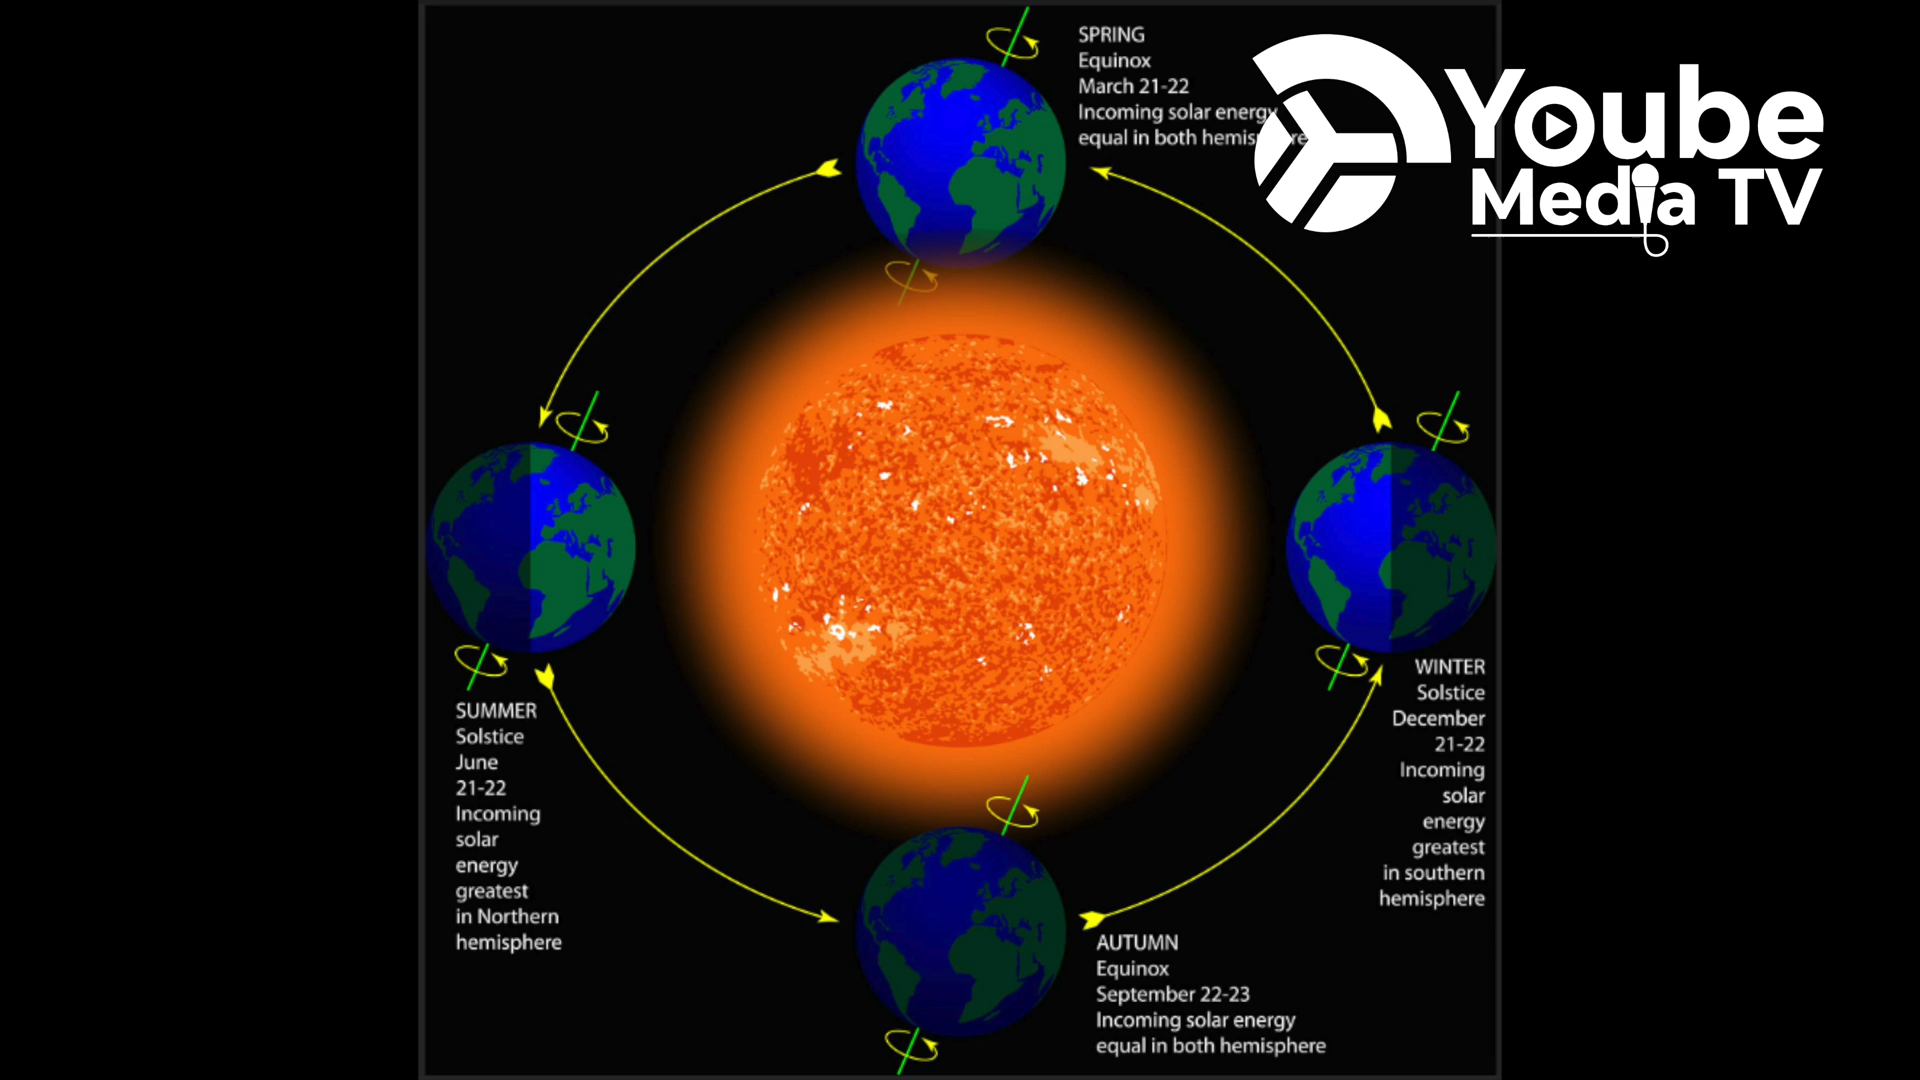 SPRING
Equinox
March 21-22
Incoming solar energy
equal in both
Yoube
Media TV
SUMMER
Solstice
June
21-22
Incoming
solar
energy
greatest
in Northern
hemisphere
WINTER
Solstice
December
21-22
Incoming
solar
energy
greatest
in southern
hemisphere
AUTUMN
Equinox
September 22-23
Incoming solar energy
equal in both hemisphere